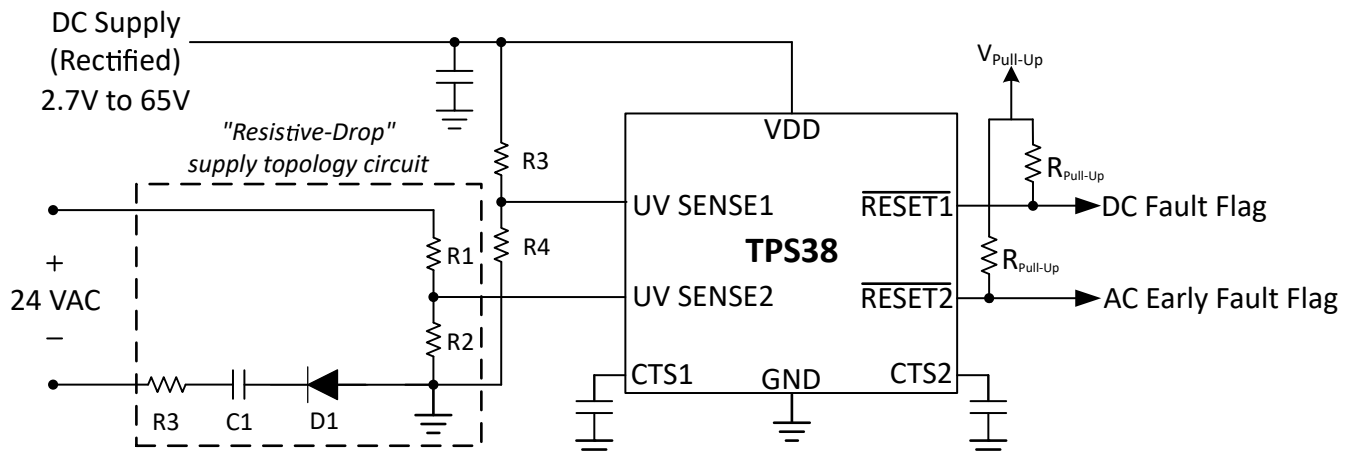 DC Supply
(Rectified)
2.7V to 65V
"Resistive-Drop"
supply topology circuit
+
24 VAC
−
R1
R2
R3
C1
D1
R3
R4
VDD
UV SENSE1
RESET1
TPS38
UV SENSE2
RESET2
CTS1
GND
CTS2
VPull-Up
RPull-Up
DC Fault Flag
RPull-Up
AC Early Fault Flag